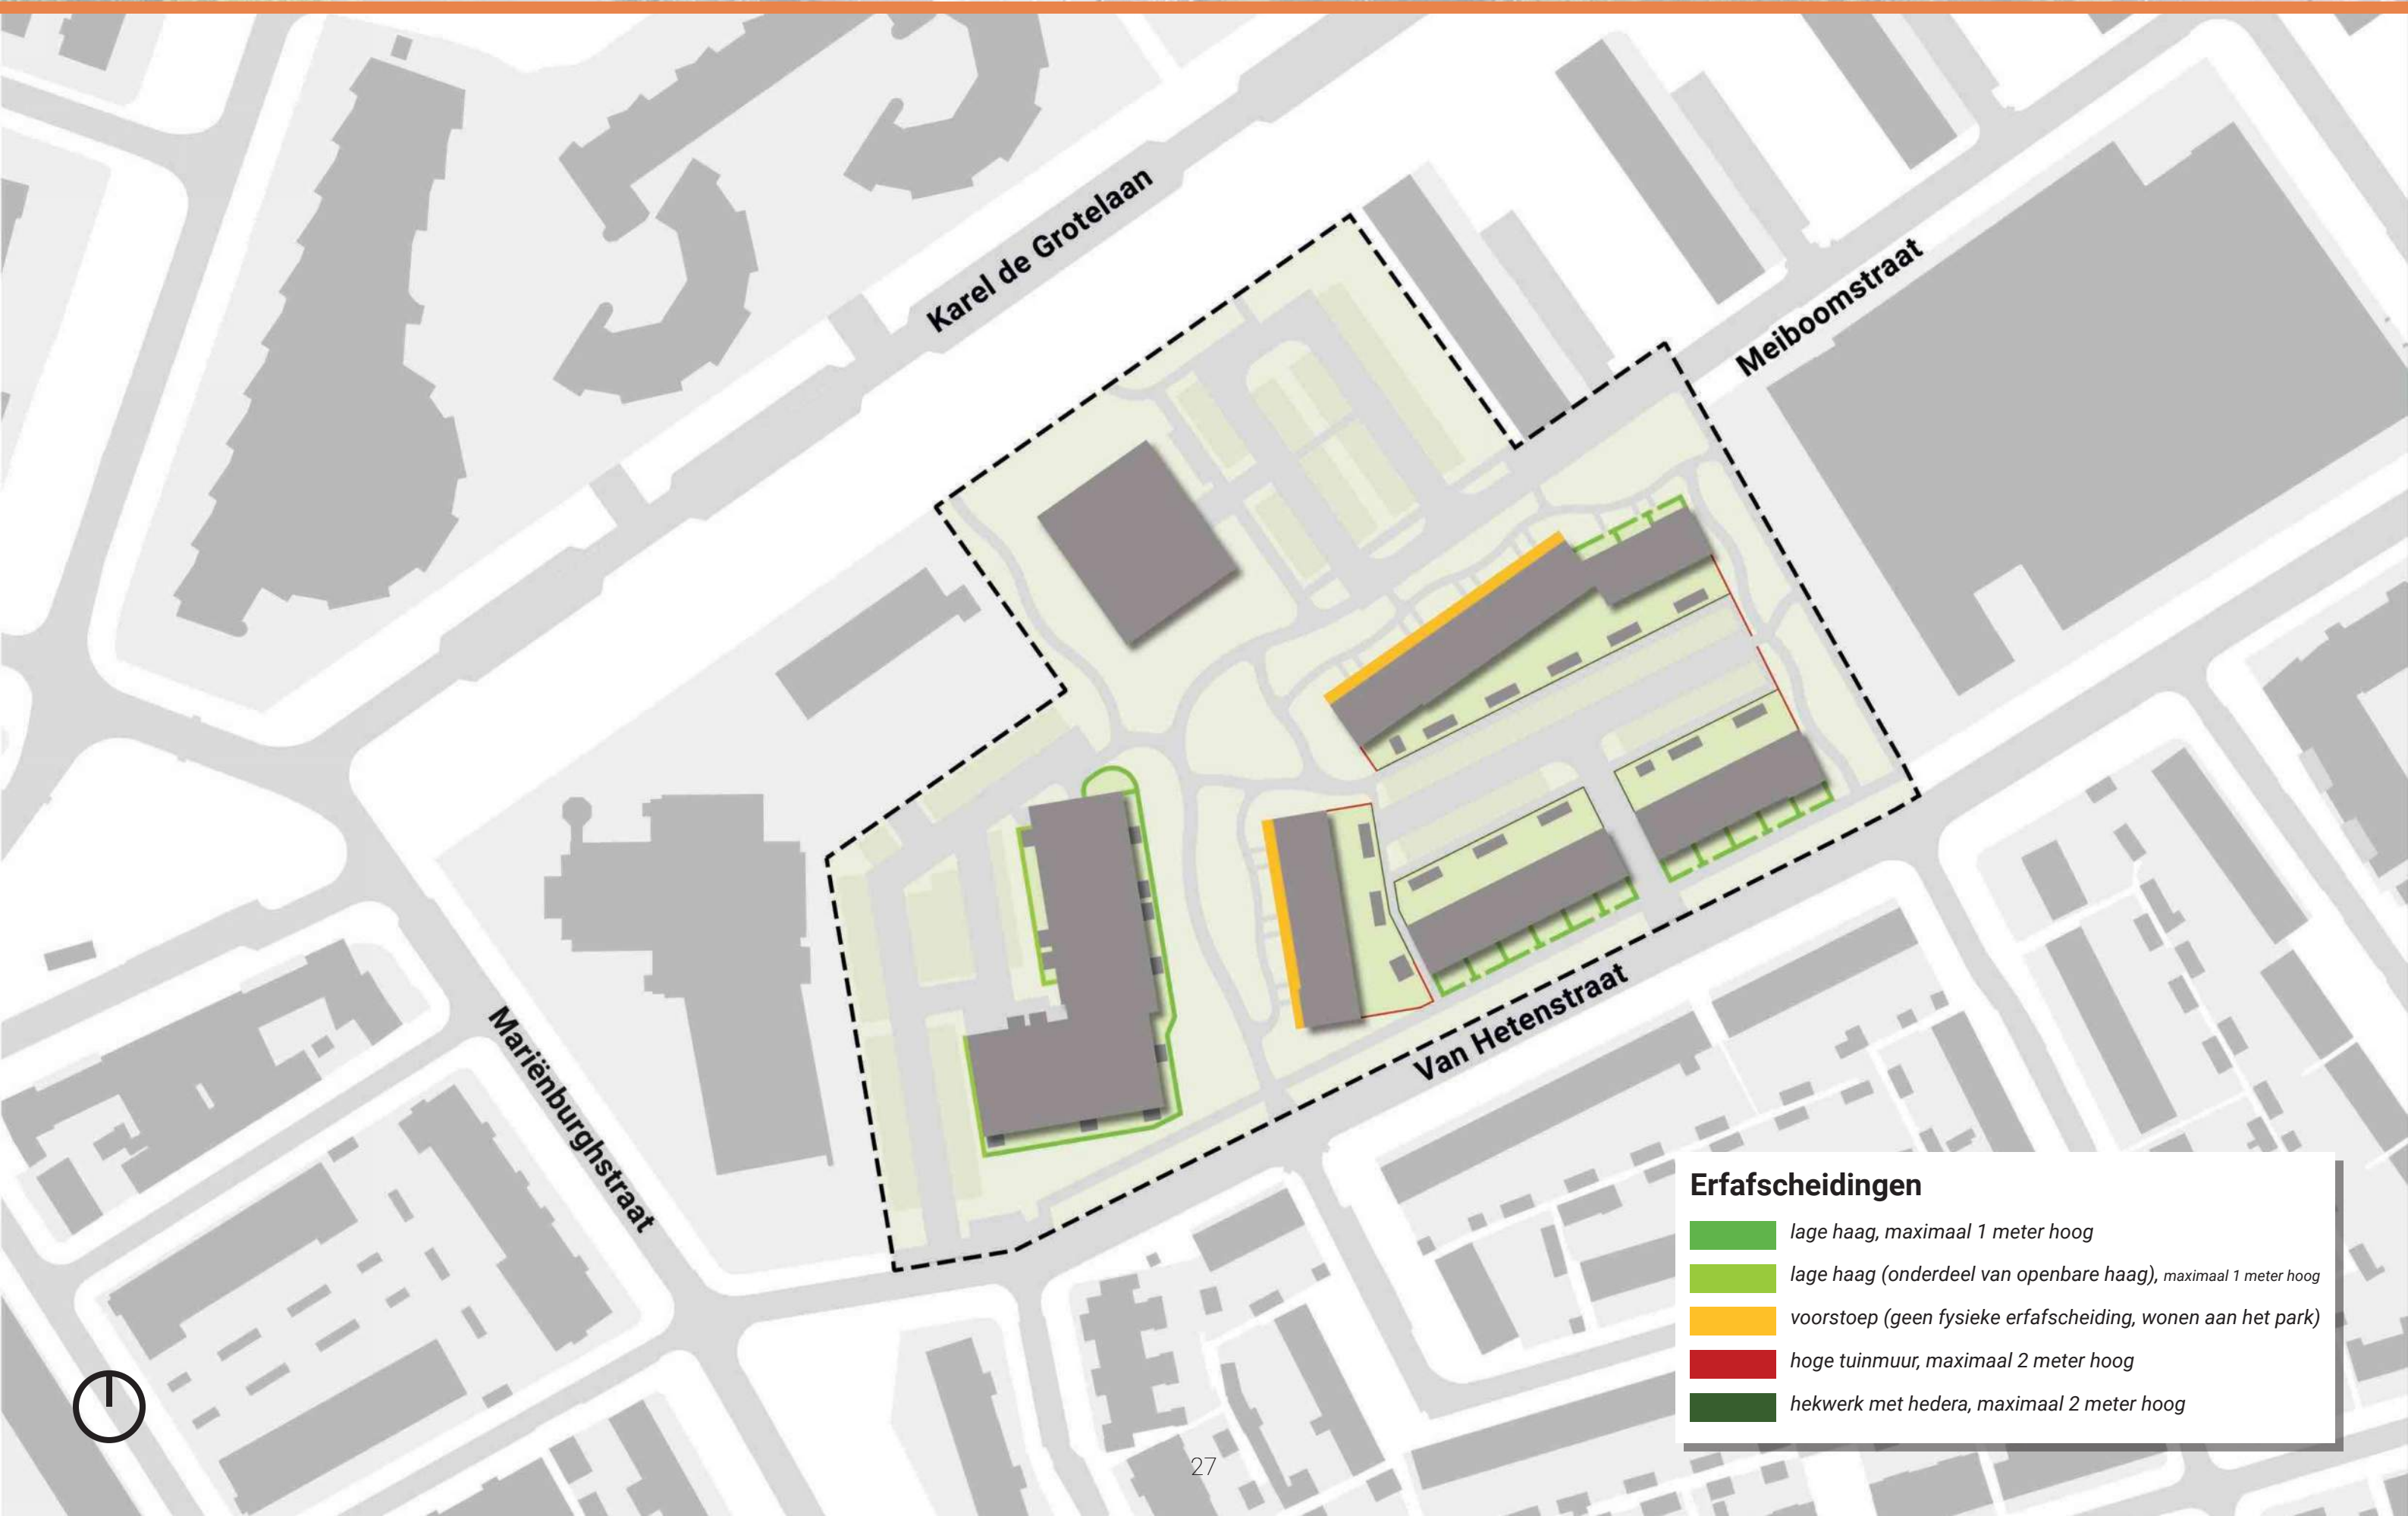 Karel de Grotelaan
Meiboomstraat
Mariënburghstraat
Van Hetenstraat
Erfafscheidingen
lage haag, maximaal 1 meter hoog
lage haag (onderdeel van openbare haag), maximaal 1 meter hoog
voorstoep (geen fysieke erfafscheiding, wonen aan het park)
hoge tuinmuur, maximaal 2 meter hoog
hekwerk met hedera, maximaal 2 meter hoog
27